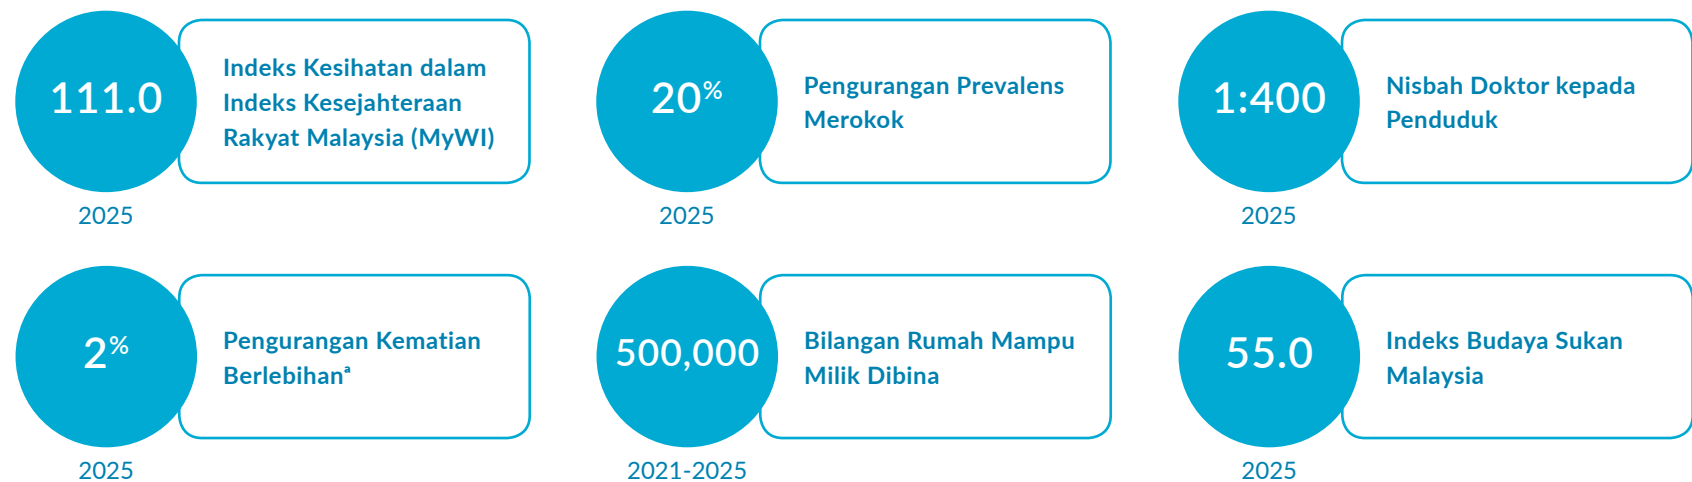 111.0
Indeks Kesihatan dalam
Indeks Kesejahteraan
Rakyat Malaysia (MyWI)
2025
20%
Pengurangan Prevalens
Merokok
2025
1:400
Nisbah Doktor kepada
Penduduk
2025
2%
Pengurangan Kematian
Berlebihanª
2025
500,000
Bilangan Rumah Mampu
Milik Dibina
2021-2025
55.0
Indeks Budaya Sukan
Malaysia
2025